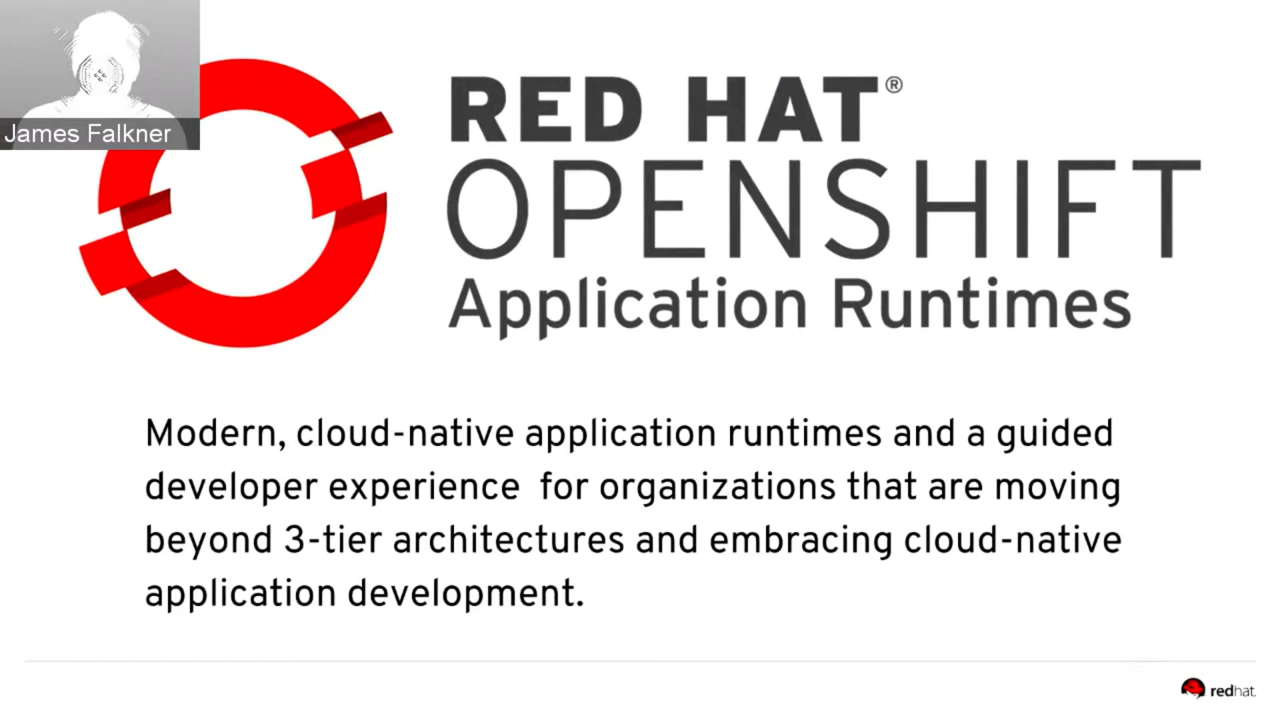 James Falkner
RED HAT®
OPENSHIFT
Application Runtimes
Modern, cloud-native application runtimes and a guided
developer experience for organizations that are moving
beyond 3-tier architectures and embracing cloud-native
application development.
redhat.